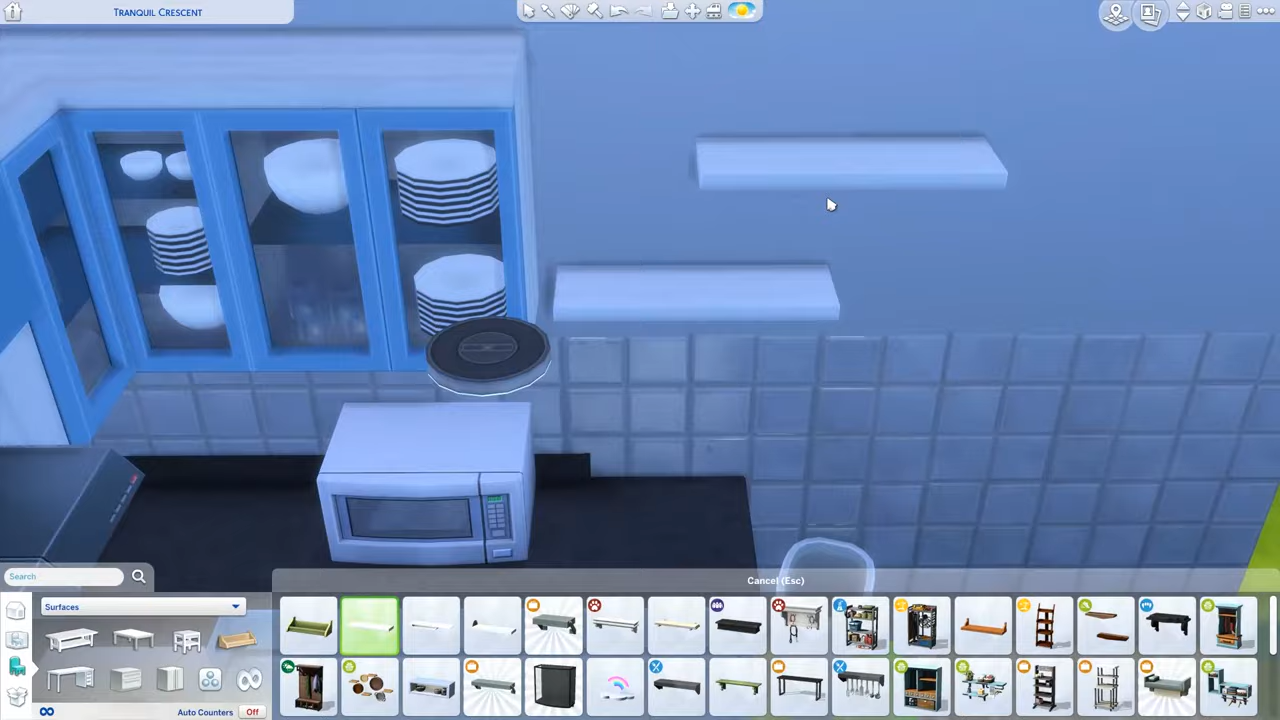 TRANQUIL CRESCENT
Cancel (Esc)
Search
Surfaces
Auto Counters Off